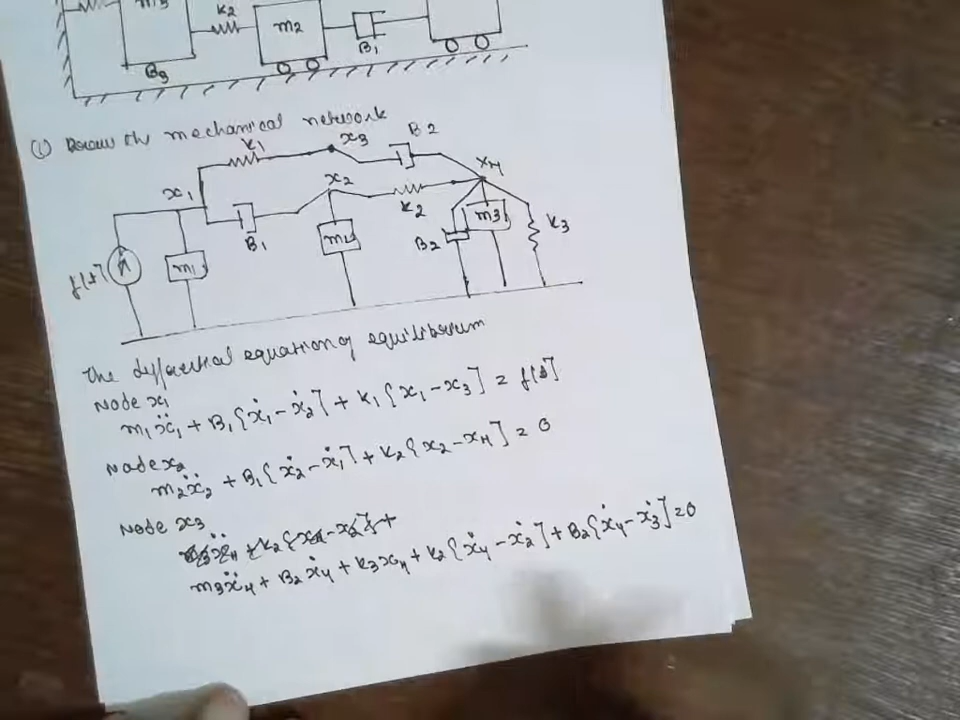 m3
k2
m2
B1
B3
① Draw the mechanical network
k1
x3
B2
x1
x2
x4
B1
k2
m3
k3
f(t)
m1
m2
B2
The differential equation of equilibrium
Node x1
m1ẍ1 + B1[ẋ1 - ẋ2] + k1[x1 - x3] = f(t)
Node x2
m2ẍ2 + B1[ẋ2 - ẋ1] + k2[x2 - x4] = 0
Node x3
m3ẍ4 + B2ẋ4 + k3x4 + k2[ẋ4 - ẋ2] + B2[ẋ4 - ẋ3] = 0